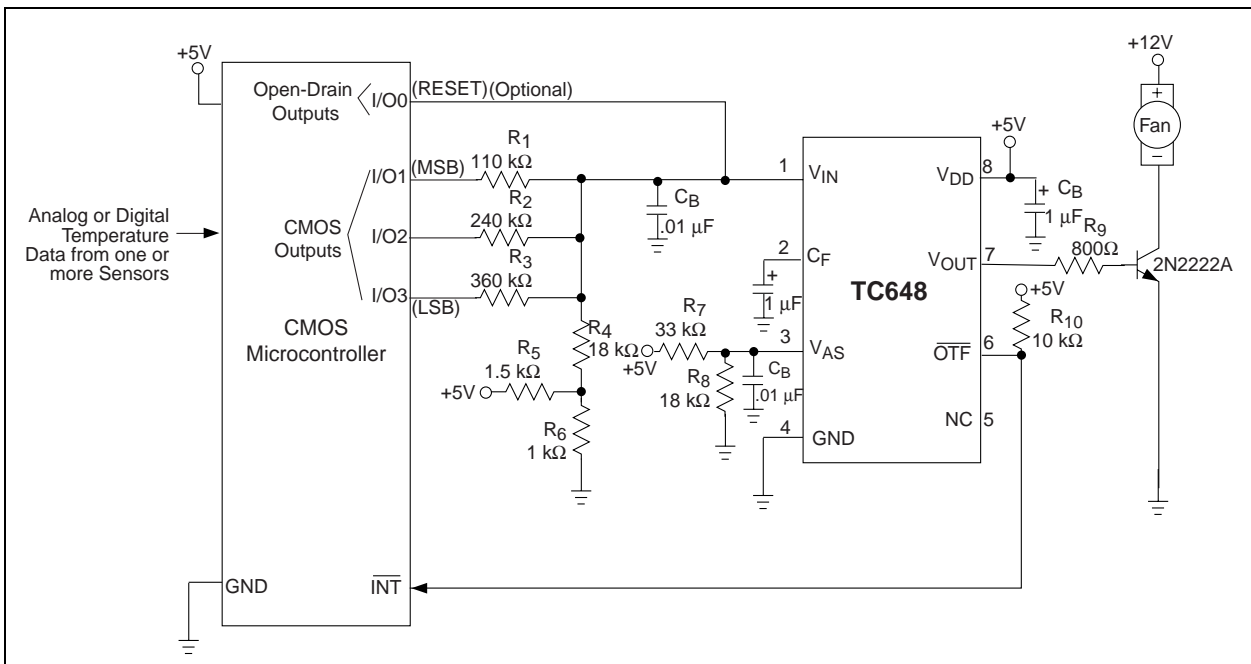 +5V
Open-Drain
Outputs
I/O0
(RESET)(Optional)
R1
110 kΩ
I/O1
(MSB)
R2
240 kΩ
CMOS
Outputs
I/O2
R3
360 kΩ
I/O3
(LSB)
Analog or Digital
Temperature
Data from one or
more Sensors
CMOS
Microcontroller
R4
18 kΩ
R5
1.5 kΩ
+5V
R6
1 kΩ
GND
INT
CB
.01 µF
1
VIN
2
CF
+
1 µF
R7
33 kΩ
+5V
3
VAS
R8
18 kΩ
CB
.01 µF
4
GND
TC648
+5V
VDD
8
+
CB
1 µF
VOUT
7
R9
800Ω
+5V
R10
10 kΩ
6
OTF
NC
5
+12V
+
Fan
−
2N2222A